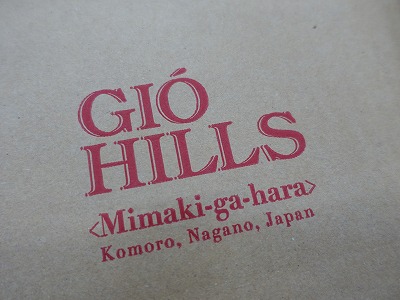 GIÓ
HILLS
<Mimaki-ga-hara>
Komoro, Nagano, Japan